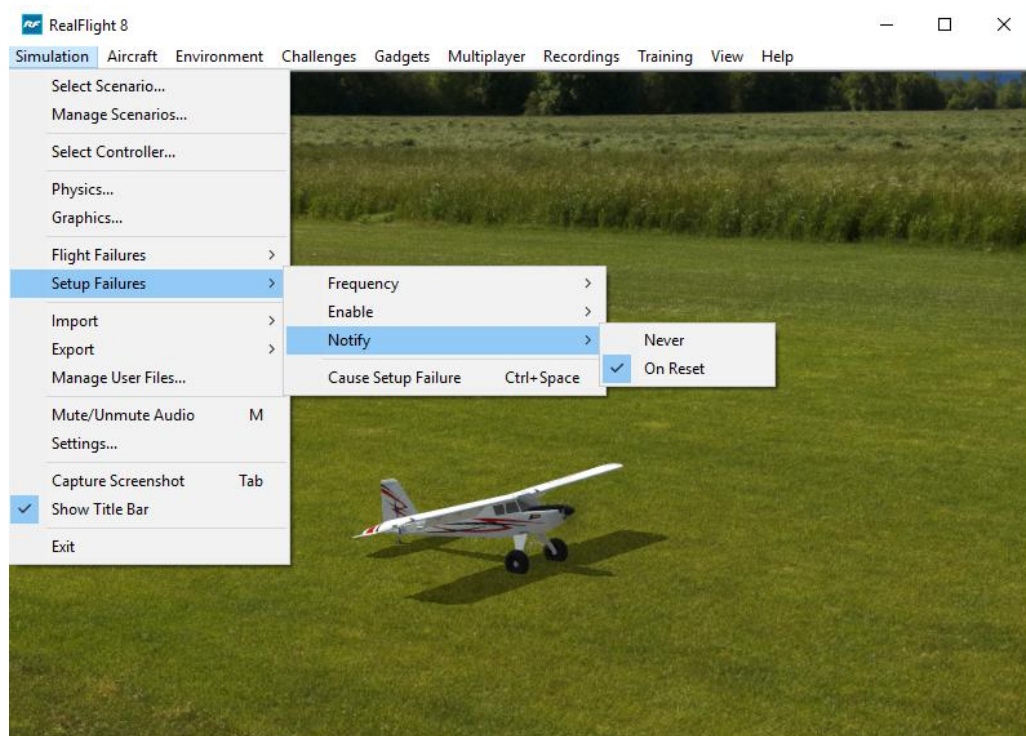 RF RealFlight 8
Simulation Aircraft Environment Challenges Gadgets Multiplayer Recordings Training View Help
Select Scenario...
Manage Scenarios...
Select Controller...
Physics...
Graphics...
Flight Failures
Setup Failures
Import
Export
Manage User Files...
Mute/Unmute Audio M
Settings...
Capture Screenshot Tab
Show Title Bar
Exit
Frequency
Enable
Notify
Cause Setup Failure Ctrl+Space
Never
On Reset